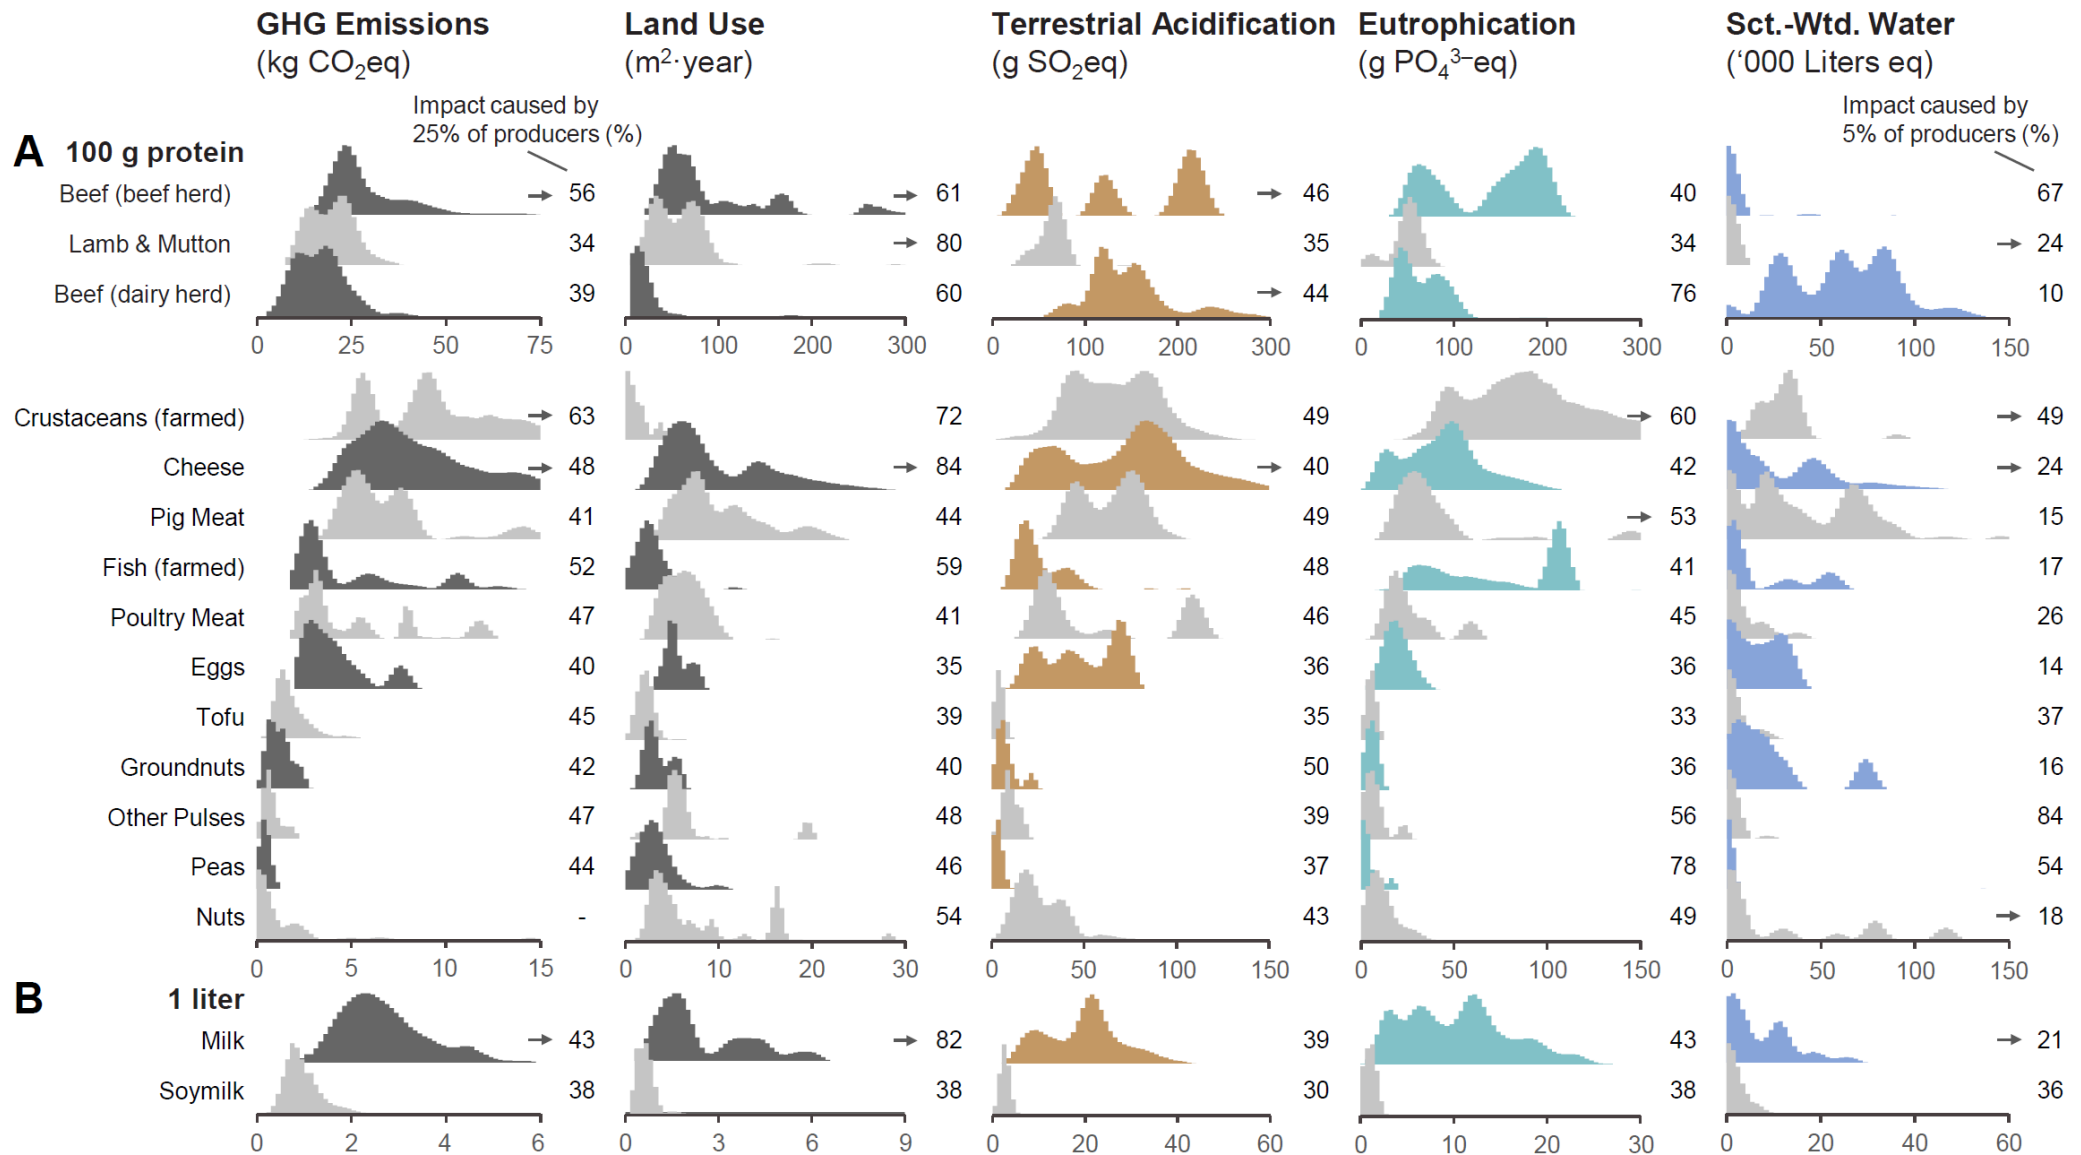 GHG Emissions Land Use Terrestrial Acidification Eutrophication Sct.-Wtd. Water
(kg CO₂eq) (m²·year) (g SO₂eq) (g PO₄³⁻eq) (‘000 Liters eq)
Impact caused by Impact caused by
25% of producers (%) 5% of producers (%)
A 100 g protein
Beef (beef herd) 56 61 46 40 67
Lamb & Mutton 34 80 35 34 24
Beef (dairy herd) 39 60 44 76 10
0 25 50 75 0 100 200 300 0 100 200 300 0 100 200 300 0 50 100 150
Crustaceans (farmed) 63 72 49 60 49
Cheese 48 84 40 42 24
Pig Meat 41 44 49 53 15
Fish (farmed) 52 59 48 41 17
Poultry Meat 47 41 46 45 26
Eggs 40 35 36 36 14
Tofu 45 39 35 33 37
Groundnuts 42 40 50 36 16
Other Pulses 47 48 39 56 84
Peas 44 46 37 78 54
Nuts - 54 43 49 18
0 5 10 15 0 10 20 30 0 50 100 150 0 50 100 150 0 50 100 150
B 1 liter
Milk 43 82 39 43 21
Soymilk 38 38 30 38 36
0 2 4 6 0 3 6 9 0 20 40 60 0 10 20 30 0 20 40 60